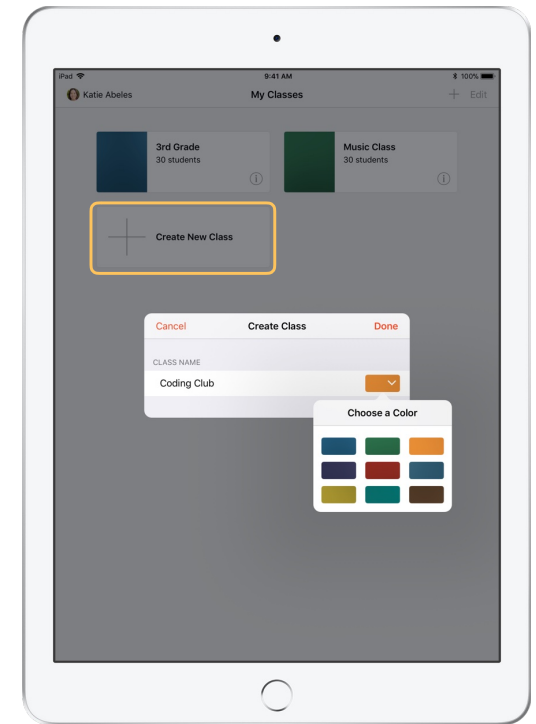 iPad 9:41 AM 100%
Katie Abeles My Classes Edit
3rd Grade
30 students
Music Class
30 students
Create New Class
Cancel Create Class Done
CLASS NAME
Coding Club
Choose a Color